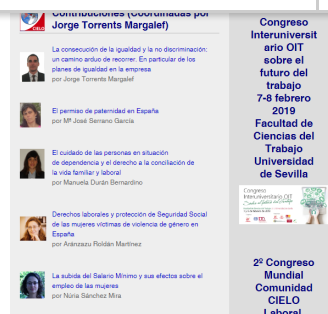 Contribuciones (Coordinadas por
Jorge Torrents Margalef)
CIELO
La consecución de la igualdad y la no discriminación:
un camino arduo de recorrer. En particular de los
planes de igualdad en la empresa
por Jorge Torrents Margalef
El permiso de paternidad en España
por Mª José Serrano García
El cuidado de las personas en situación
de dependencia y el derecho a la conciliación de
la vida familiar y laboral
por Manuela Durán Bernardino
Derechos laborales y protección de Seguridad Social
de las mujeres víctimas de violencia de género en
España
por Aránzazu Roldán Martínez
La subida del Salario Mínimo y sus efectos sobre el
empleo de las mujeres
por Núria Sánchez Mira
Congreso
Interuniversit
ario OIT
sobre el
futuro del
trabajo
7-8 febrero
2019
Facultad de
Ciencias del
Trabajo
Universidad
de Sevilla
Congreso
Interuniversitario OIT
2º Congreso
Mundial
Comunidad
CIELO
Laboral